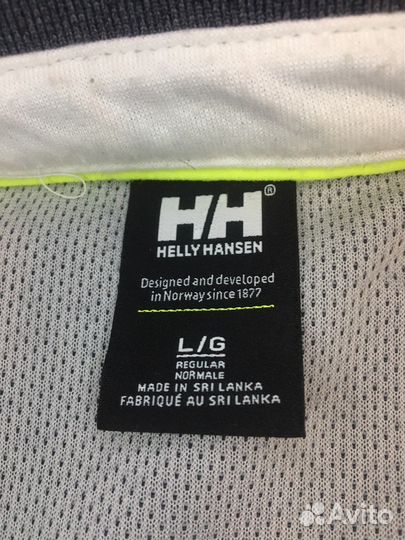 HH®
HELLY HANSEN
Designed and developed
in Norway since 1877
L/G
REGULAR
NORMALE
MADE IN SRI LANKA
FABRIQUÉ AU SRI LANKA
Avito